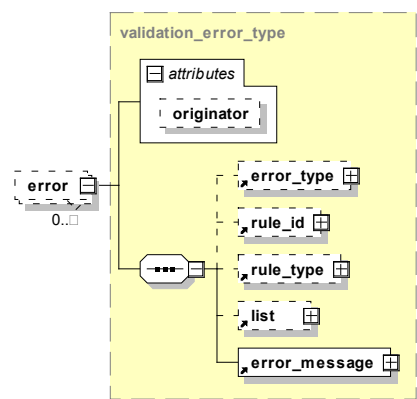 validation_error_type
attributes
originator
error
0..□
error_type
rule_id
rule_type
list
error_message